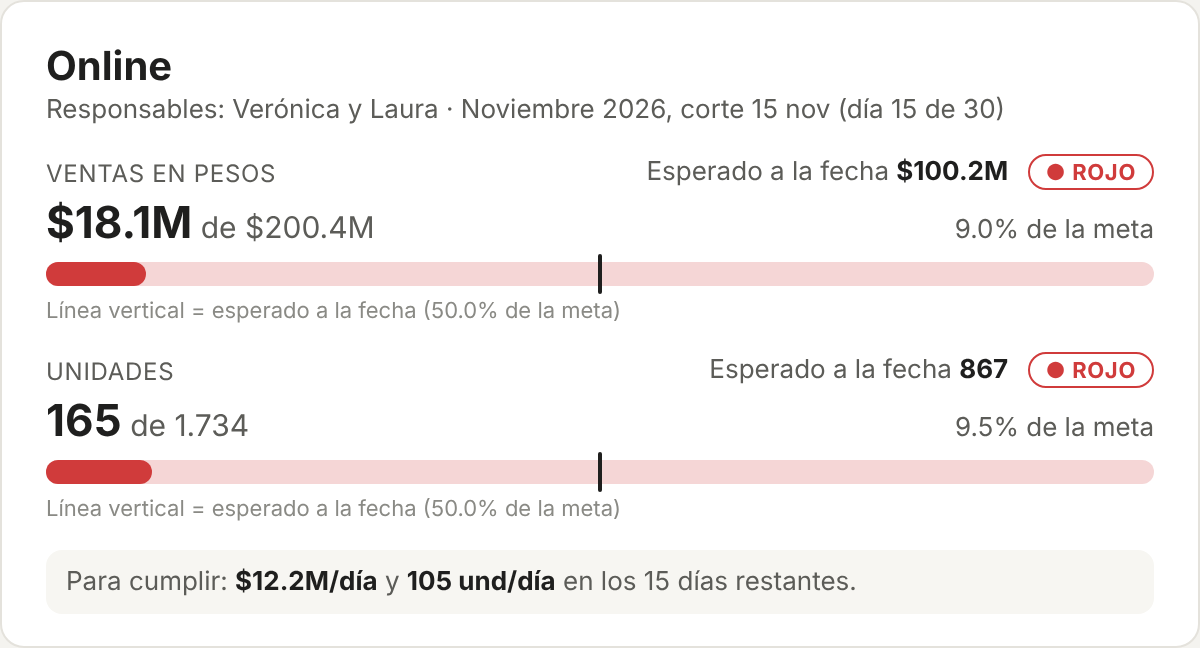 Online
Responsables: Verónica y Laura · Noviembre 2026, corte 15 nov (día 15 de 30)
VENTAS EN PESOS
Esperado a la fecha $100.2M ROJO
$18.1M de $200.4M
9.0% de la meta
Línea vertical = esperado a la fecha (50.0% de la meta)
UNIDADES
Esperado a la fecha 867 ROJO
165 de 1.734
9.5% de la meta
Línea vertical = esperado a la fecha (50.0% de la meta)
Para cumplir: $12.2M/día y 105 und/día en los 15 días restantes.